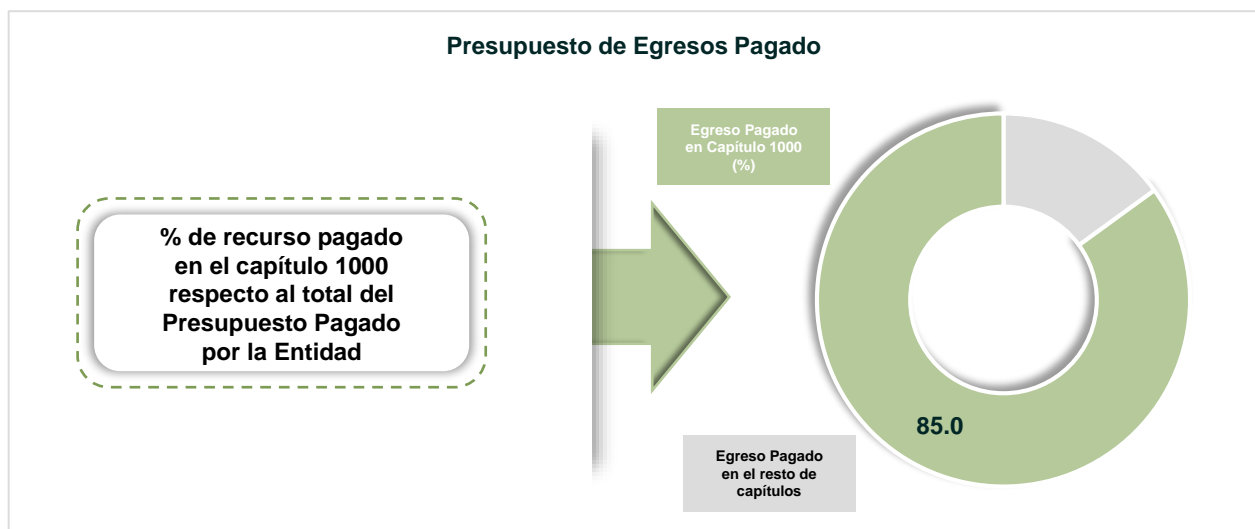 Presupuesto de Egresos Pagado
Egreso Pagado
en Capítulo 1000
(%)
% de recurso pagado
en el capítulo 1000
respecto al total del
Presupuesto Pagado
por la Entidad
85.0
Egreso Pagado
en el resto de
capítulos